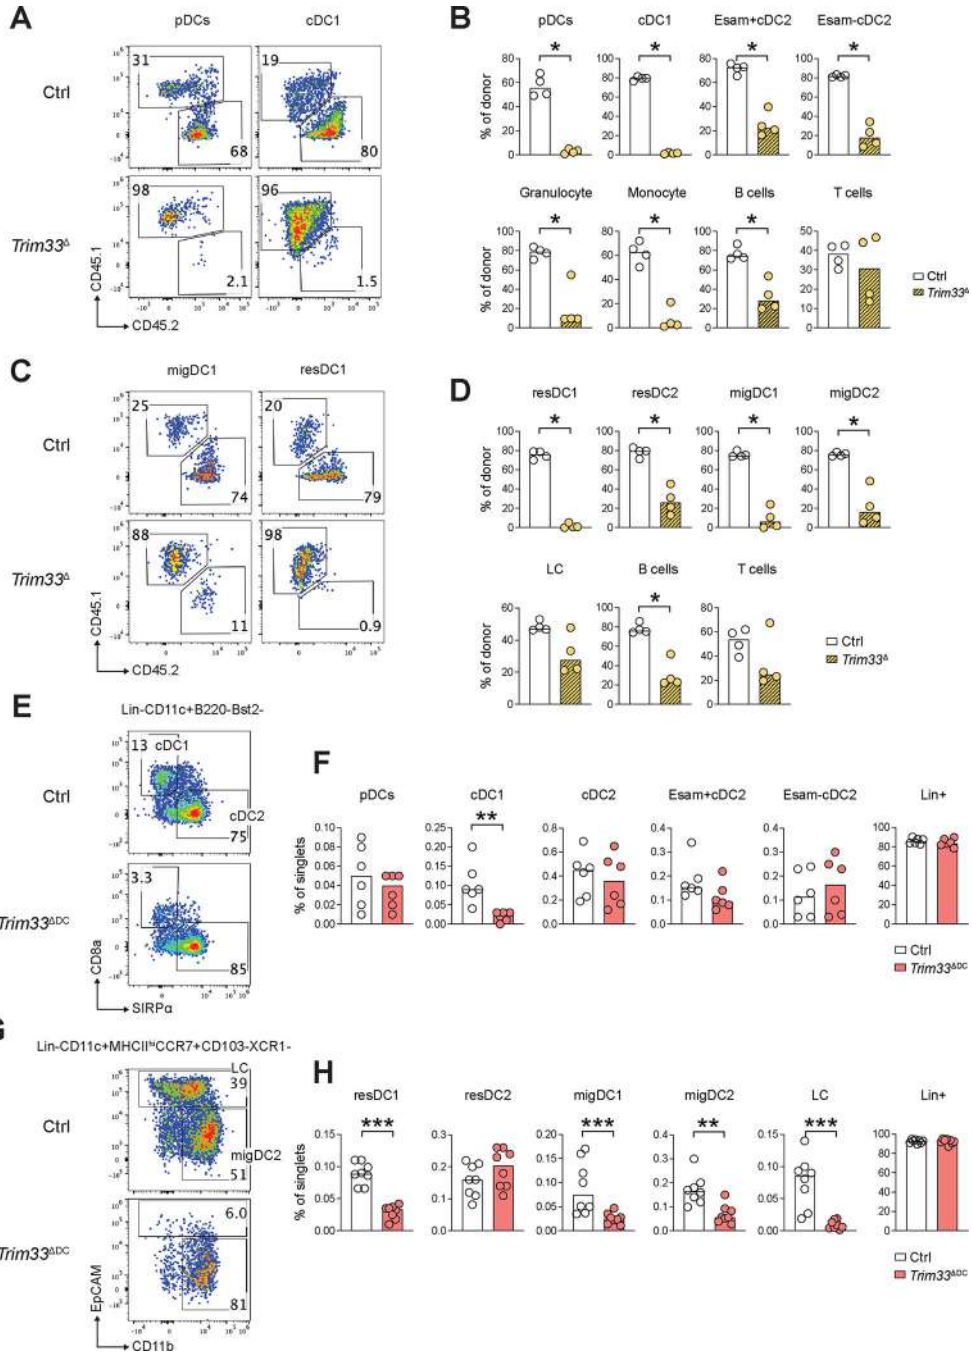 A
pDCs cDC1
Ctrl
31 68
19 80
Trim33Δ
98 2.1
96 1.5
CD45.1
CD45.2
B
pDCs cDC1 Esam+cDC2 Esam-cDC2
% of donor
* * * *
Granulocyte Monocyte B cells T cells
% of donor
* * *
Ctrl
Trim33Δ
C
migDC1 resDC1
Ctrl
25 74
20 79
Trim33Δ
88 11
98 0.9
CD45.1
CD45.2
D
resDC1 resDC2 migDC1 migDC2
% of donor
* * * *
LC B cells T cells
% of donor
*
Ctrl
Trim33Δ
E
Lin-CD11c+B220-Bst2-
Ctrl
13 cDC1
cDC2
75
Trim33ΔDC
3.3
85
CD8a
SIRPα
F
pDCs cDC1 cDC2 Esam+cDC2 Esam-cDC2 Lin+
% of singlets
**
Ctrl
Trim33ΔDC
G
Lin-CD11c+MHCIIhiCCR7+CD103-XCR1-
Ctrl
LC
39
migDC2
51
Trim33ΔDC
6.0
81
EpCAM
CD11b
H
resDC1 resDC2 migDC1 migDC2 LC Lin+
% of singlets
*** *** ** ***
Ctrl
Trim33ΔDC